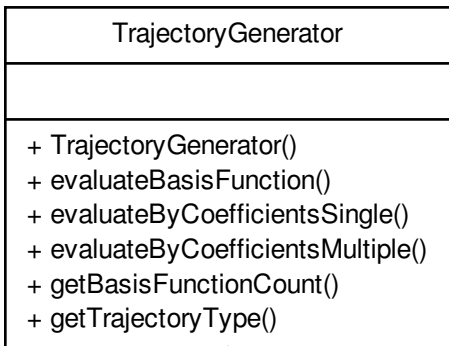 TrajectoryGenerator
+ TrajectoryGenerator()
+ evaluateBasisFunction()
+ evaluateByCoefficientsSingle()
+ evaluateByCoefficientsMultiple()
+ getBasisFunctionCount()
+ getTrajectoryType()